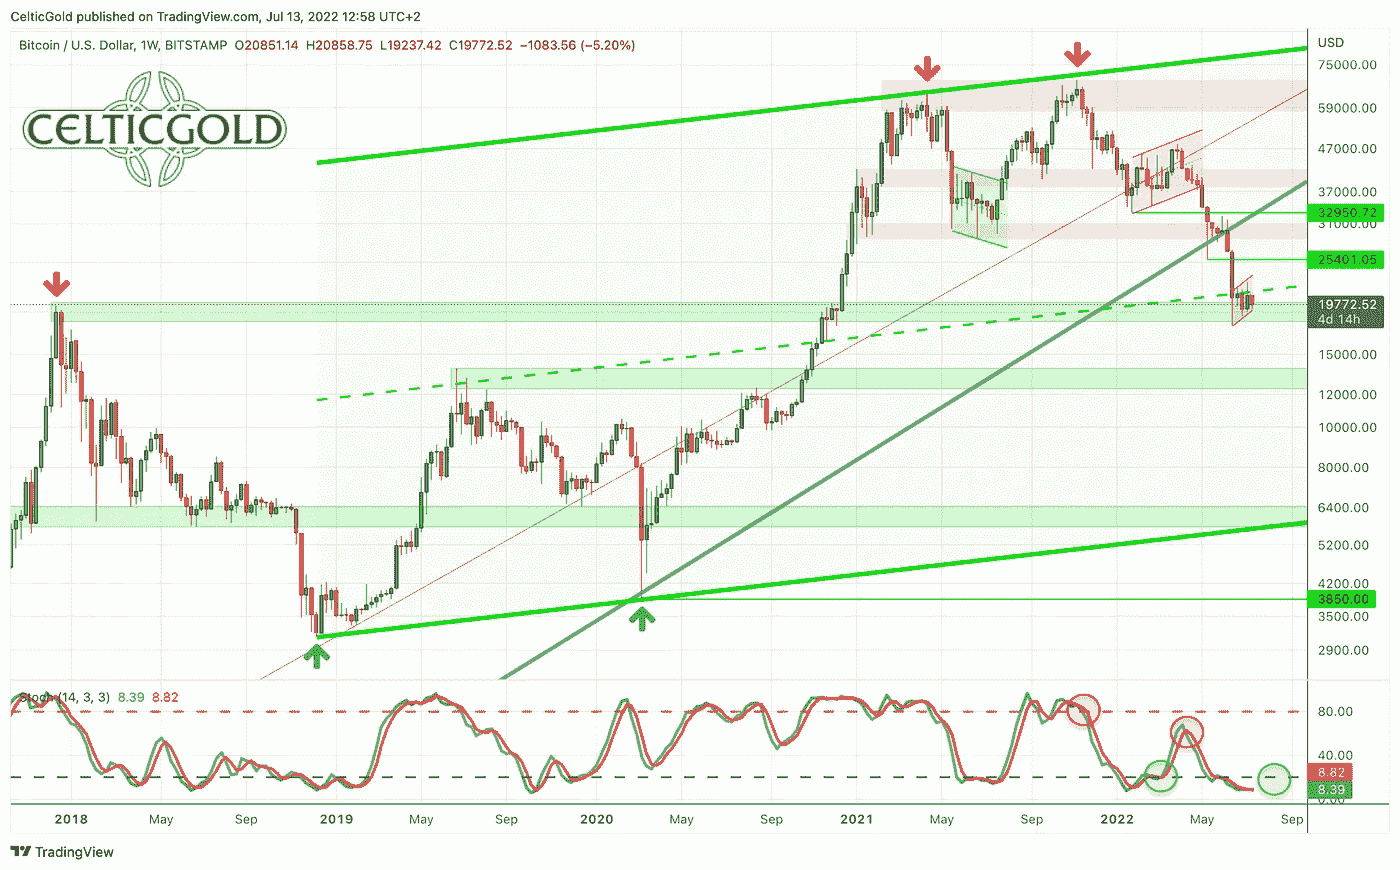 CelticGold published on TradingView.com, Jul 13, 2022 12:58 UTC+2
Bitcoin / U.S. Dollar, 1W, BITSTAMP O20851.14 H20858.75 L19237.42 C19772.52 −1083.56 (−5.20%)
USD
CELTICGOLD
75000.00
59000.00
47000.00
37000.00
32950.72
31000.00
25401.05
19772.52
4d 14h
15000.00
12000.00
10000.00
8000.00
6400.00
5200.00
4200.00
3850.00
3500.00
2900.00
Stoch (14, 3, 3) 8.39 8.82
80.00
40.00
8.82
8.39
0.00
2018 May Sep 2019 May Sep 2020 May Sep 2021 May Sep 2022 May Sep
TradingView